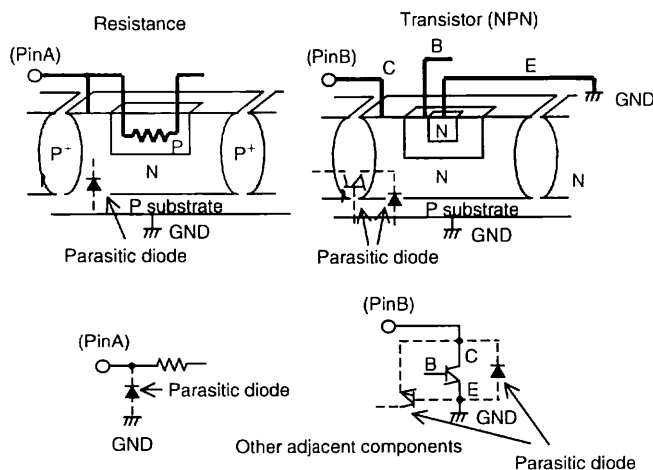 Resistance
Transistor (NPN)
(PinA)
(PinB)
B
C
E
GND
P+
P
P+
N
N
N
N
P substrate
P substrate
GND
GND
Parasitic diode
Parasitic diode
(PinA)
(PinB)
C
B
E
Parasitic diode
GND
GND
Other adjacent components
Parasitic diode